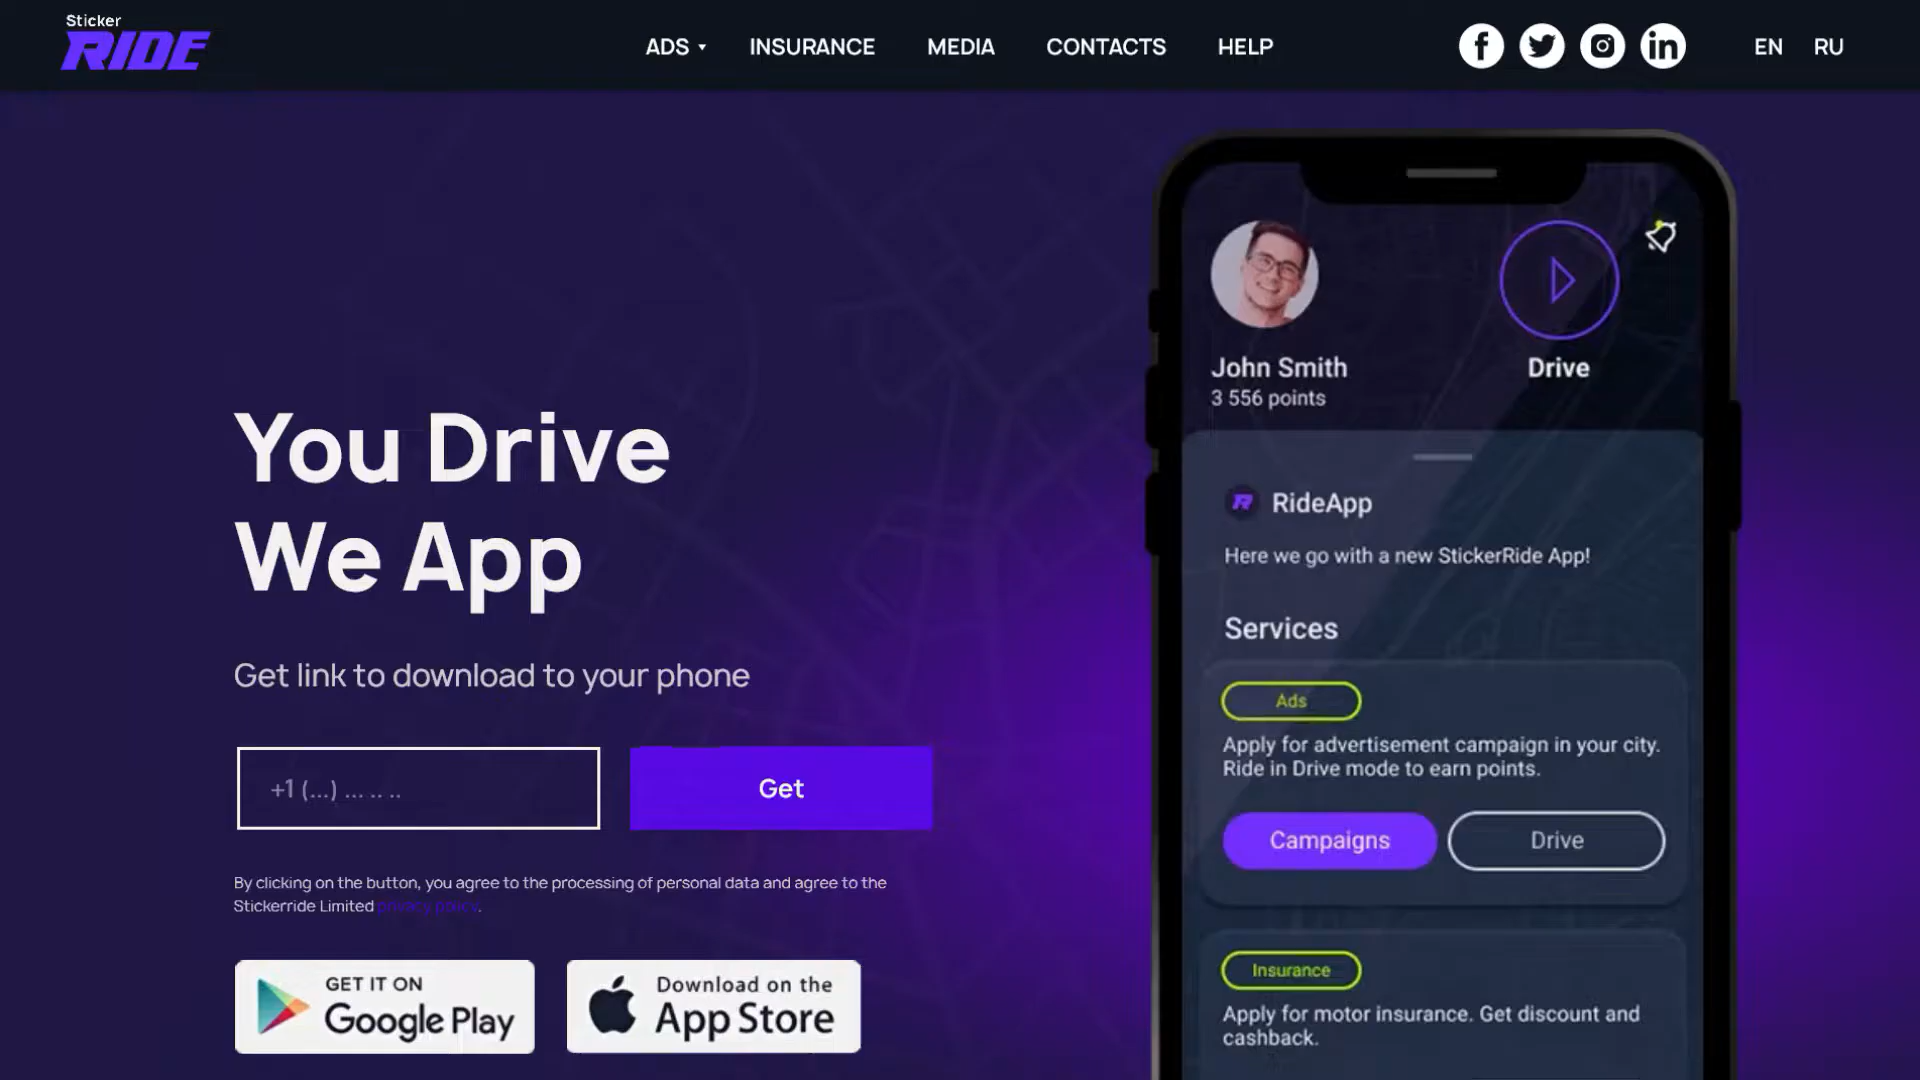 Sticker
RIDE
ADS
INSURANCE
MEDIA
CONTACTS
HELP
EN
RU
You Drive
We App
Get link to download to your phone
+1 (...) ... .. ..
Get
By clicking on the button, you agree to the processing of personal data and agree to the
Stickerride Limited privacy policy.
GET IT ON
Google Play
Download on the
App Store
John Smith
3 556 points
Drive
RideApp
Here we go with a new StickerRide App!
Services
Ads
Apply for advertisement campaign in your city.
Ride in Drive mode to earn points.
Campaigns
Drive
Insurance
Apply for motor insurance. Get discount and
cashback.